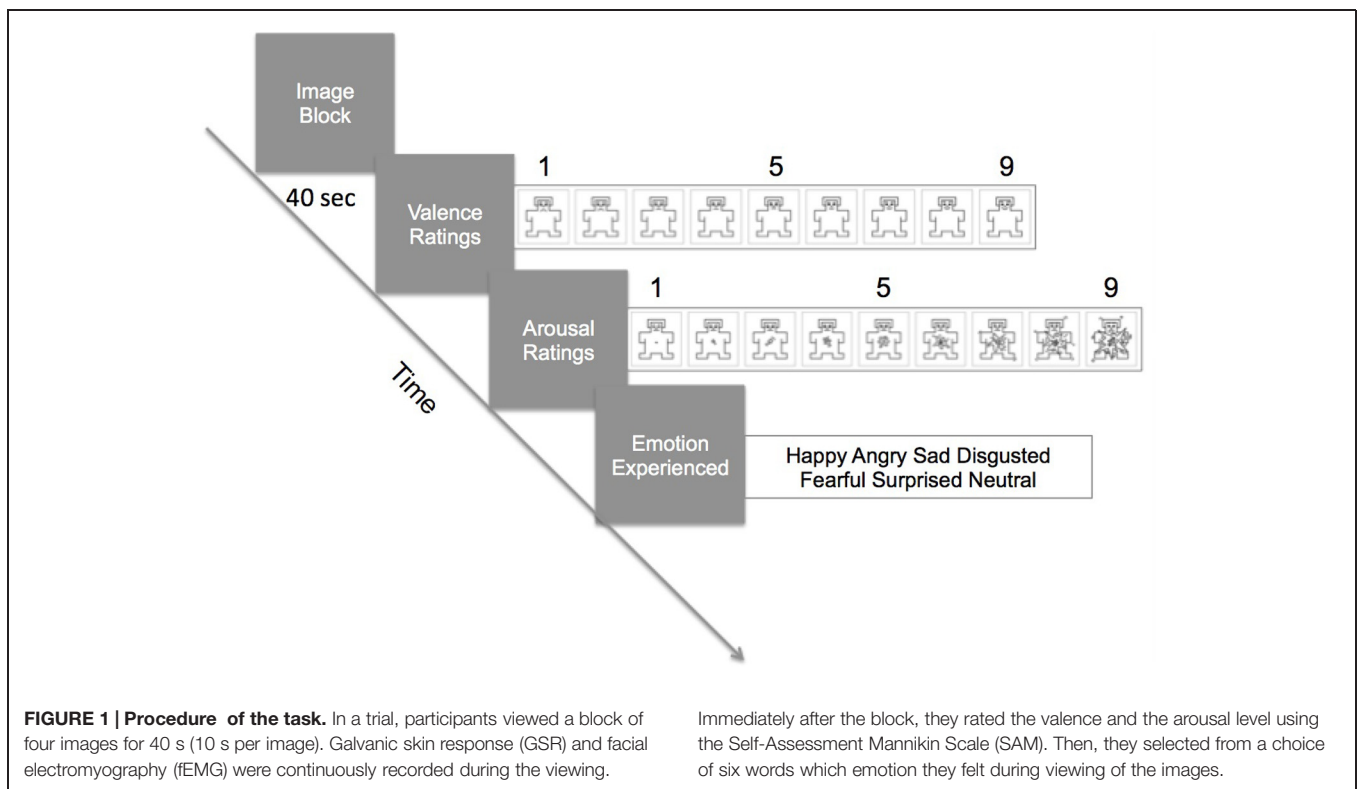 Image
Block
40 sec
1 5 9
Valence
Ratings
1 5 9
Arousal
Ratings
Time
Emotion
Experienced
Happy Angry Sad Disgusted
Fearful Surprised Neutral
FIGURE 1 | Procedure of the task. In a trial, participants viewed a block of
four images for 40 s (10 s per image). Galvanic skin response (GSR) and facial
electromyography (fEMG) were continuously recorded during the viewing.
Immediately after the block, they rated the valence and the arousal level using
the Self-Assessment Mannikin Scale (SAM). Then, they selected from a choice
of six words which emotion they felt during viewing of the images.